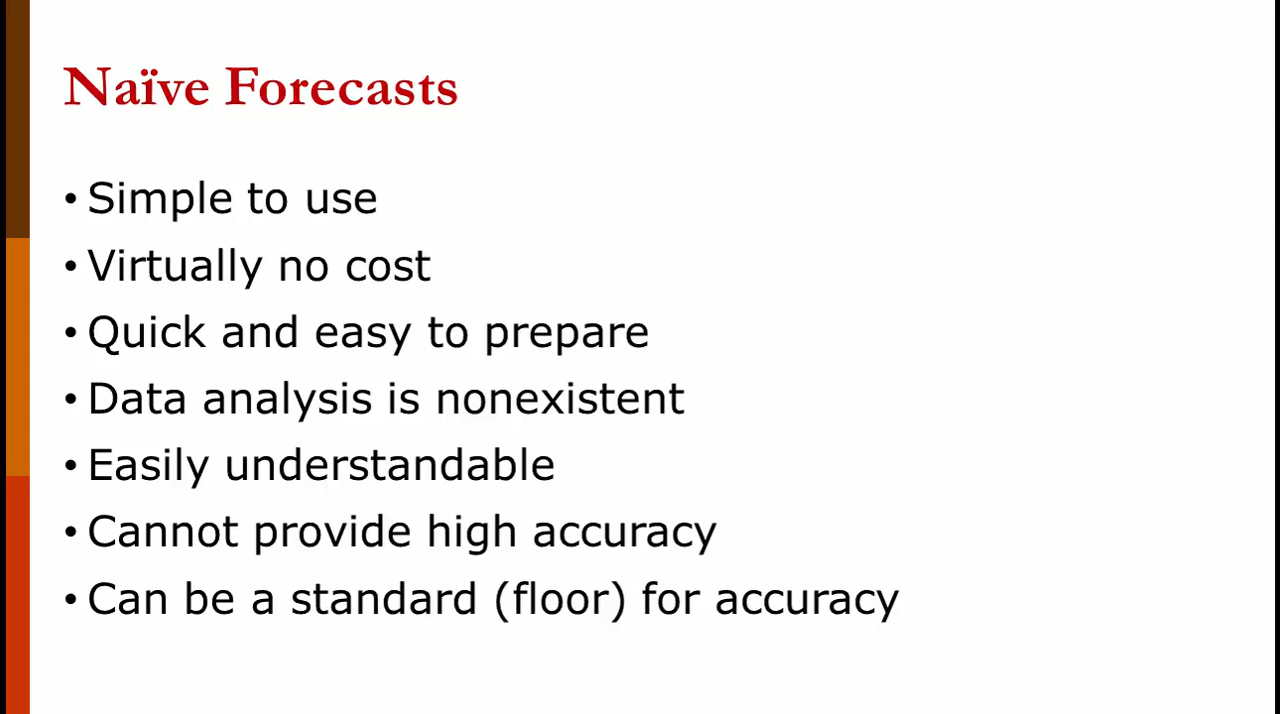 Naïve Forecasts
• Simple to use
• Virtually no cost
• Quick and easy to prepare
• Data analysis is nonexistent
• Easily understandable
• Cannot provide high accuracy
• Can be a standard (floor) for accuracy